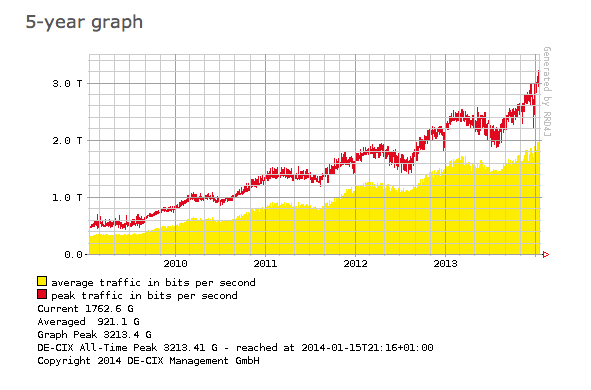 5-year graph
Generated by RRD4J
3.0 T
2.0 T
1.0 T
0.0
2010 2011 2012 2013
average traffic in bits per second
peak traffic in bits per second
Current 1762.6 G
Averaged 921.1 G
Graph Peak 3213.4 G
DE-CIX All-Time Peak 3213.41 G - reached at 2014-01-15T21:16+01:00
Copyright 2014 DE-CIX Management GmbH